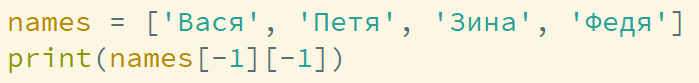 names = ['Вася', 'Петя', 'Зина', 'Федя']
print(names[-1][-1])